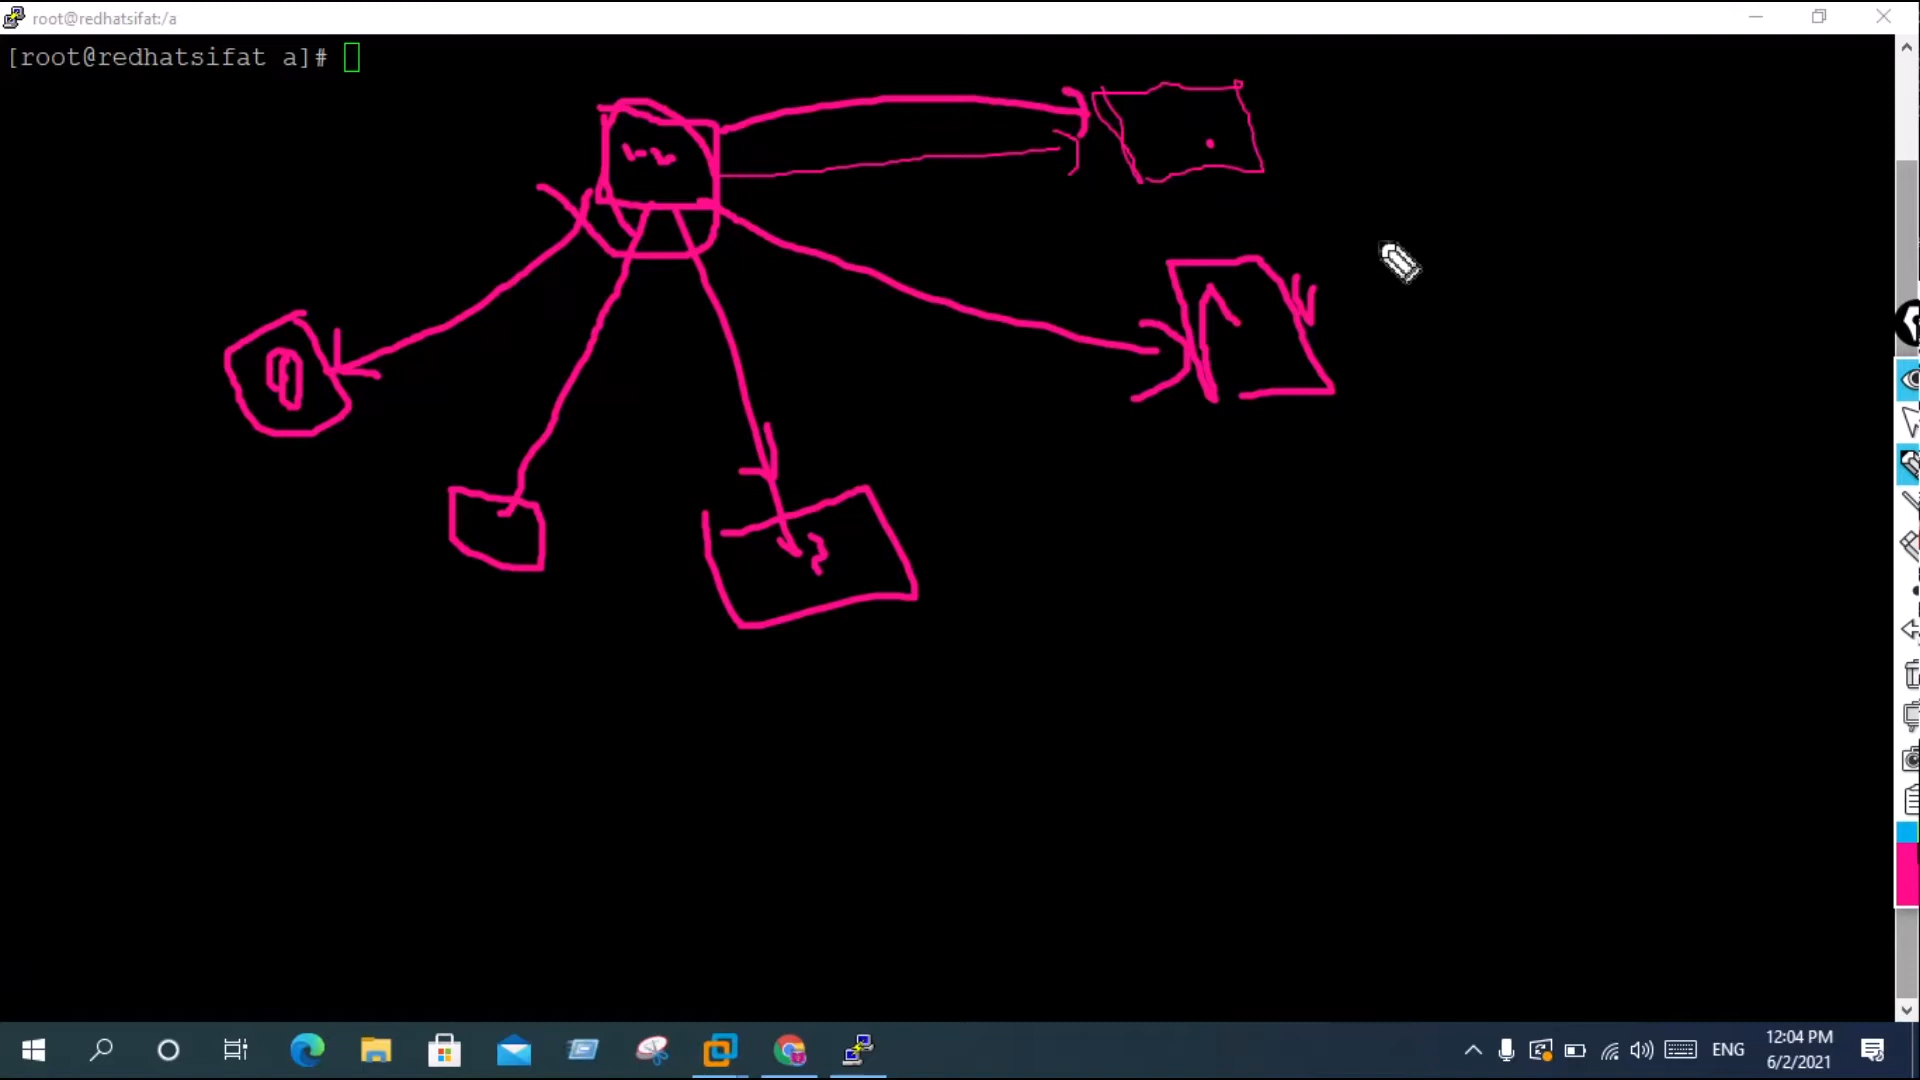 root@redhatsifat:/a
[root@redhatsifat a]#
ENG
12:04 PM
6/2/2021